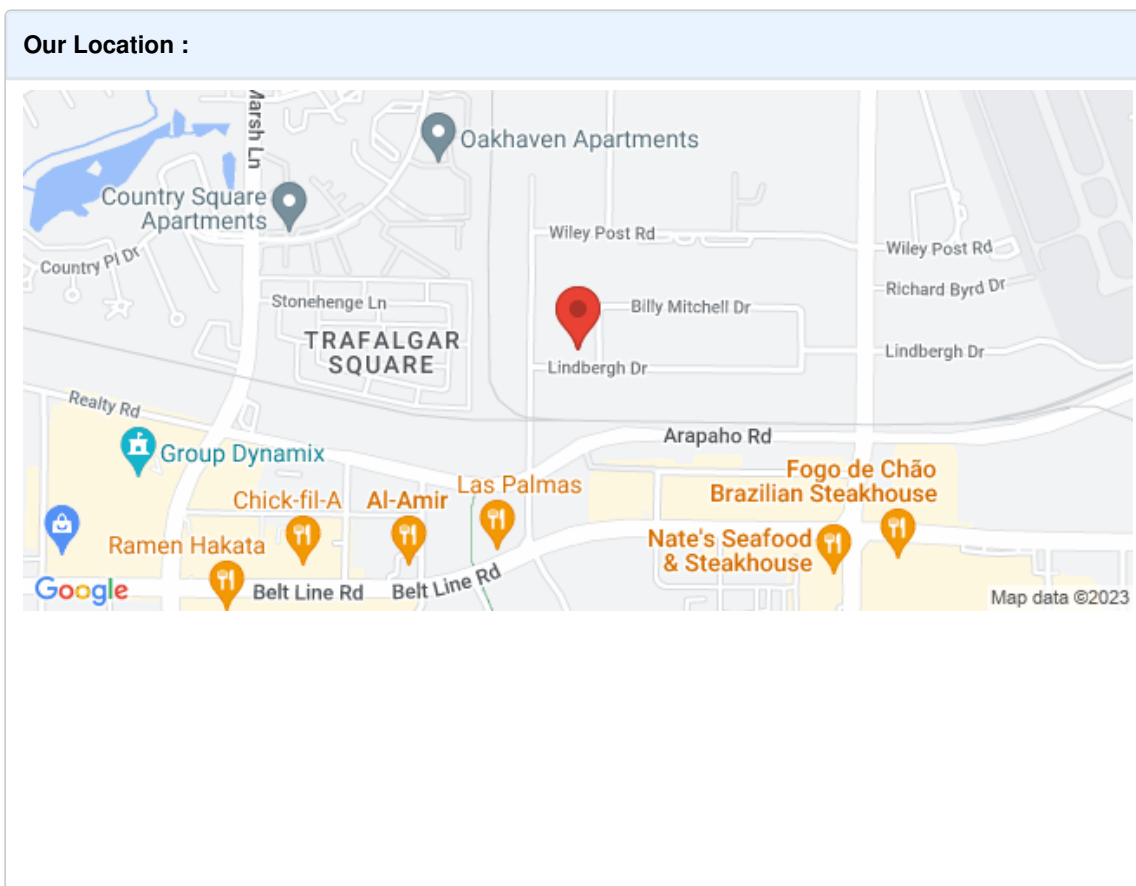 Our Location :
Marsh Ln
Oakhaven Apartments
Country Square
Apartments
Wiley Post Rd
Wiley Post Rd
Country Pl Dr
Richard Byrd Dr
Stonehenge Ln
Billy Mitchell Dr
TRAFALGAR
SQUARE
Lindbergh Dr
Lindbergh Dr
Realty Rd
Arapaho Rd
Group Dynamix
Fogo de Chão
Brazilian Steakhouse
Las Palmas
Chick-fil-A
Al-Amir
Nate's Seafood
& Steakhouse
Ramen Hakata
Belt Line Rd
Belt Line Rd
Google
Map data ©2023